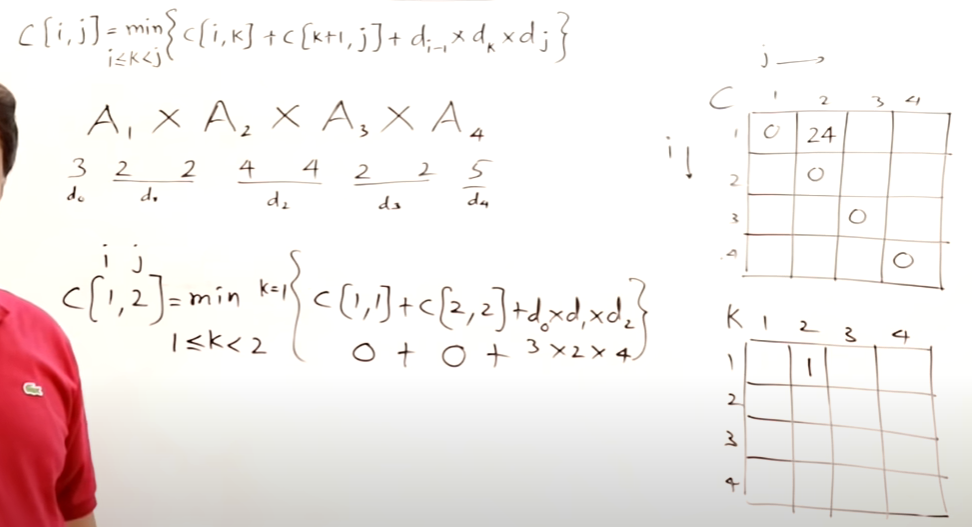 C[i,j] = min { C[i,k] + C[k+1,j] + dᵢ₋₁ × dₖ × dⱼ }
i≤k<j
A₁ × A₂ × A₃ × A₄
3 2 2 4 4 2 2 5
d₀ d₁ d₂ d₃ d₄
i j
C[1,2] = min k=1 { C[1,1] + C[2,2] + d₀×d₁×d₂ }
1≤k<2 0 + 0 + 3×2×4
j →
C 1 2 3 4
i ↓
1 0 24
2 0
3 0
4 0
K 1 2 3 4
1 1
2
3
4